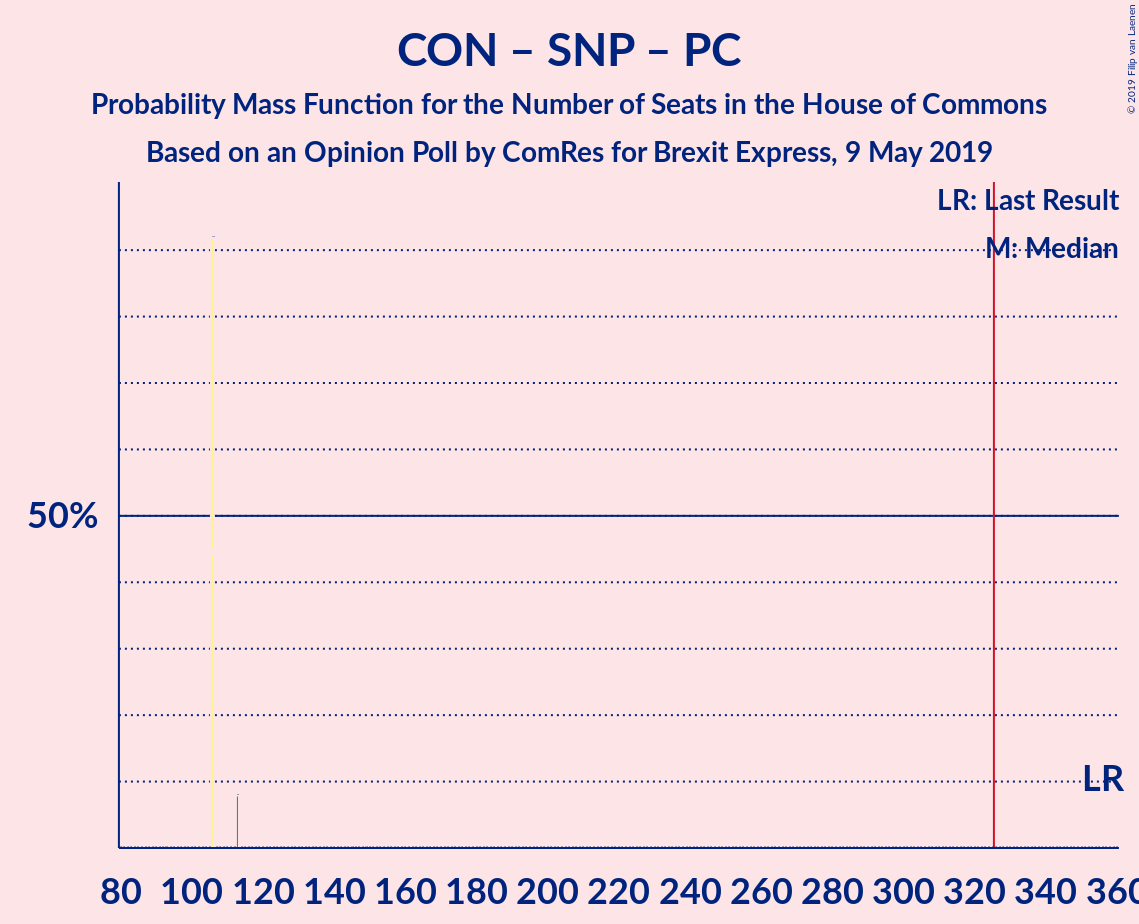 CON – SNP – PC
Probability Mass Function for the Number of Seats in the House of Commons
Based on an Opinion Poll by ComRes for Brexit Express, 9 May 2019
© 2019 Filip van Laenen
LR: Last Result
M: Median
50%
LR
80 100 120 140 160 180 200 220 240 260 280 300 320 340 360